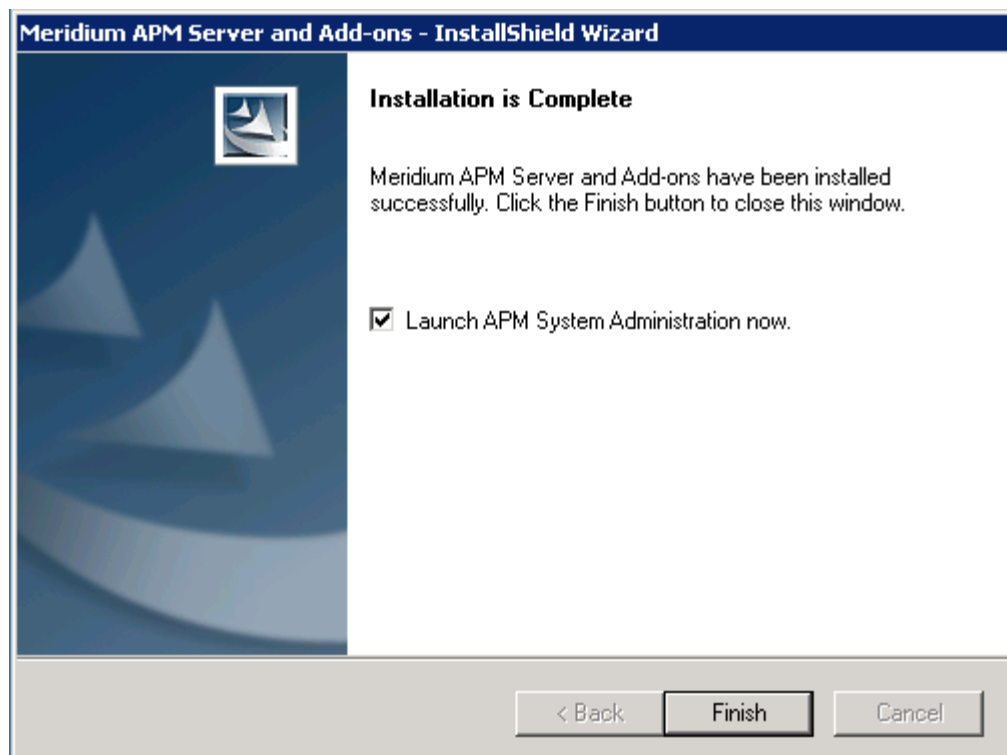 Meridium APM Server and Add-ons - InstallShield Wizard
Installation is Complete
Meridium APM Server and Add-ons have been installed
successfully. Click the Finish button to close this window.
Launch APM System Administration now.
< Back
Finish
Cancel